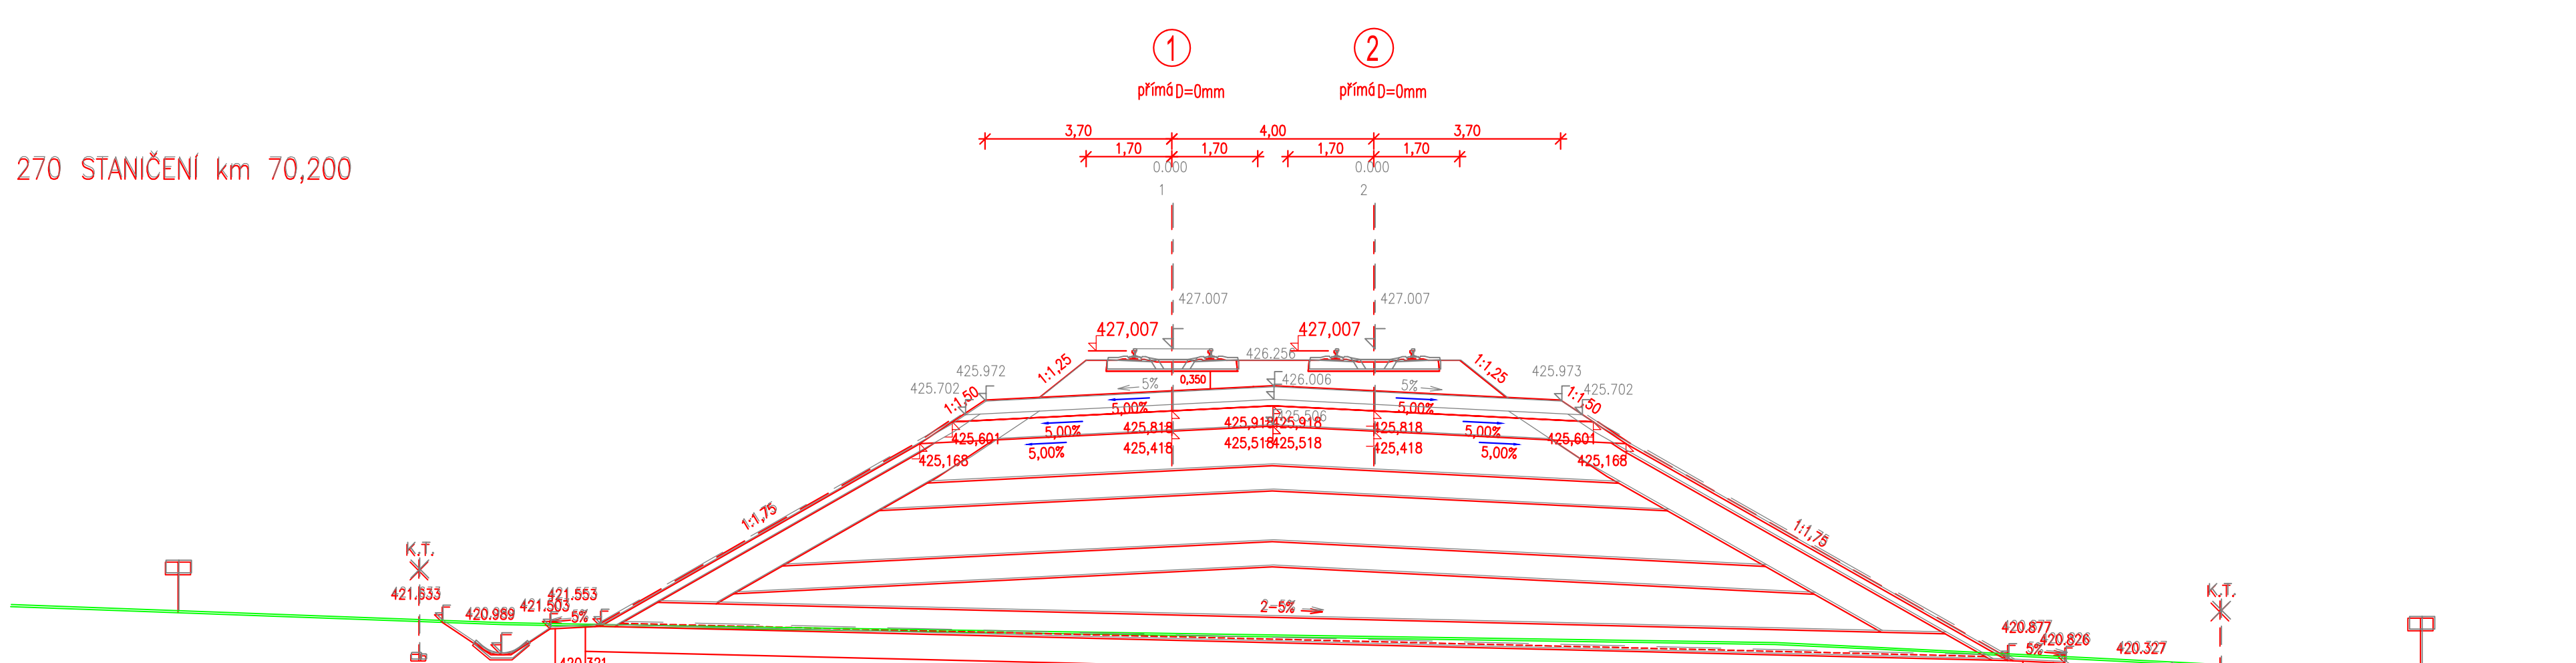 1 2
přímá D=0mm přímá D=0mm
3,70 4,00 3,70
270 STANIČENÍ km 70,200
1,70 1,70 1,70 1,70
0.000 0.000
1 2
427.007 427.007
427,007 427,007
426.256
425.972 1:1,25 1:1,25 425.973
425.702 5% 0,350 426.006 5% 425.702
1:1,50 1:1,50
5,00% 5,00%
425.506
425,818 425,918 425,918 425,818
5,00% 5,00%
425,601 425,601
425,418 425,518 425,518 425,418
5,00% 5,00%
425,168 425,168
1:1,75 1:1,75
K.T.
421.633 421.553
421.503
420.989 5%
2-5%
K.T.
420.877
420.826
5% 420.327
420.321